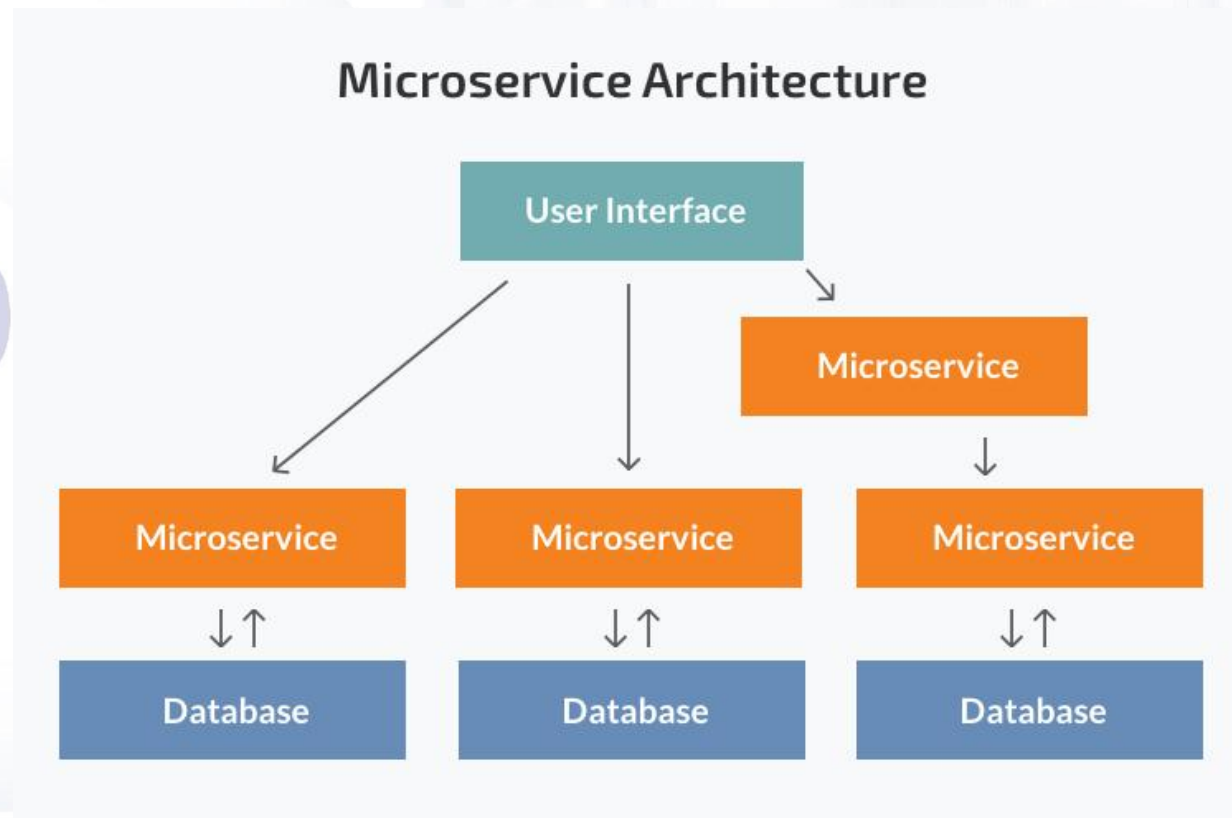 Microservice Architecture
User Interface
Microservice
Microservice
Microservice
Microservice
Database
Database
Database